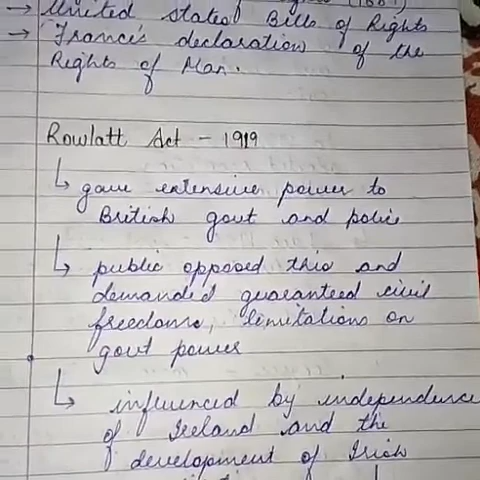 → United States Bills of Rights
→ France's declaration of the
Rights of Man.
Rowlatt Act - 1919
↳ gave extensive power to
British govt and police
↳ public opposed this and
demanded guaranteed civil
freedoms, limitations on
govt power
↳ influenced by independence
of Ireland and the
development of Irish